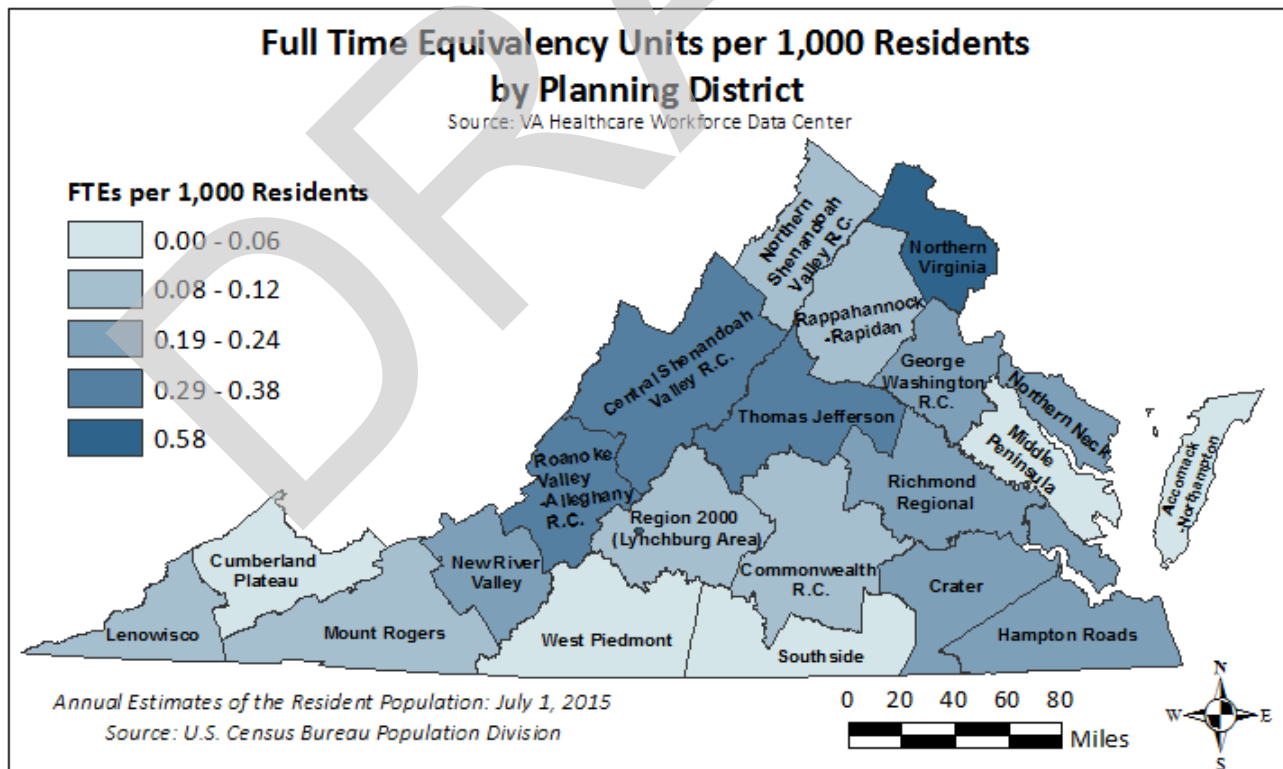 Full Time Equivalency Units per 1,000 Residents
by Planning District
Source: VA Healthcare Workforce Data Center
FTEs per 1,000 Residents
0.00 - 0.06
0.08 - 0.12
0.19 - 0.24
0.29 - 0.38
0.58
DRA
Northern
Shenandoah
Valley R.C.
Northern
Virginia
Rappahannock
-Rapidan
Central Shenandoah
Valley R.C.
George
Washington
R.C.
Northern Neck
Thomas Jefferson
Middle
Peninsula
Accomack
-Northampton
Roanoke
Valley
-Alleghany
R.C.
Richmond
Regional
Region 2000
(Lynchburg Area)
Cumberland
Plateau
New River
Valley
Commonwealth
R.C.
Crater
Lenowisco
Mount Rogers
West Piedmont
Southside
Hampton Roads
Annual Estimates of the Resident Population: July 1, 2015
Source: U.S. Census Bureau Population Division
0 20 40 60 80
Miles
N
W E
S